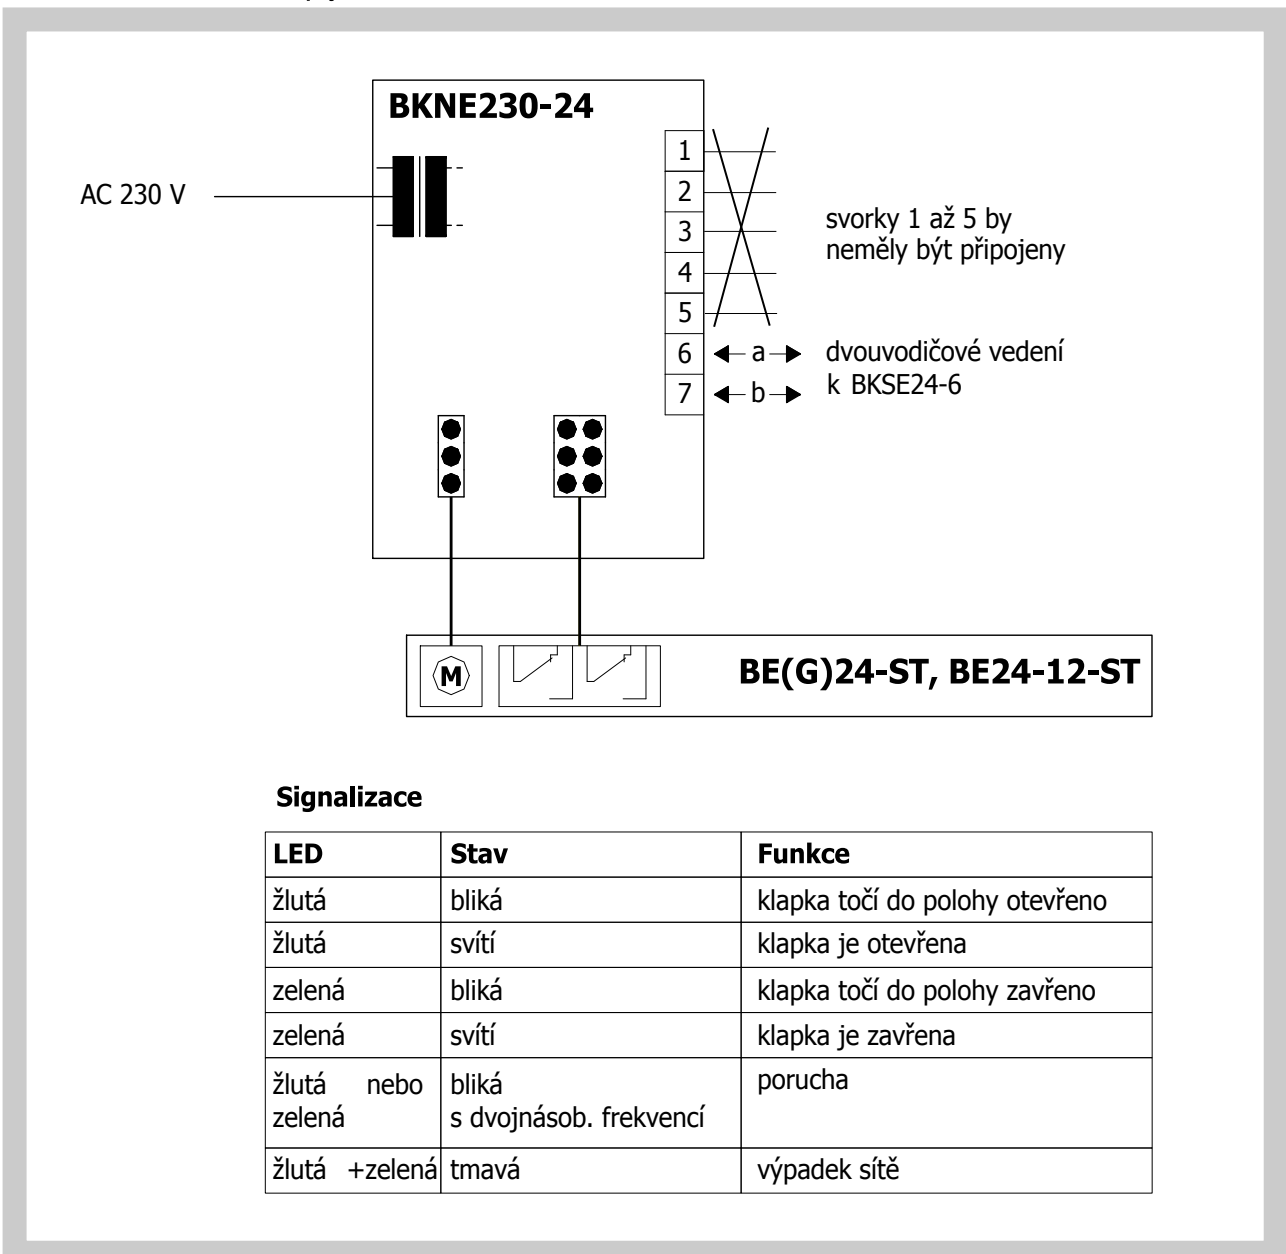 BKNE230-24
1
AC 230 V
2
svorky 1 až 5 by
3
neměly být připojeny
4
5
6 a dvouvodičové vedení
7 b k BKSE24-6
M BE(G)24-ST, BE24-12-ST
Signalizace
LED Stav Funkce
žlutá bliká klapka točí do polohy otevřeno
žlutá svítí klapka je otevřena
zelená bliká klapka točí do polohy zavřeno
zelená svítí klapka je zavřena
žlutá nebo bliká porucha
zelená s dvojnásob. frekvencí
žlutá +zelená tmavá výpadek sítě